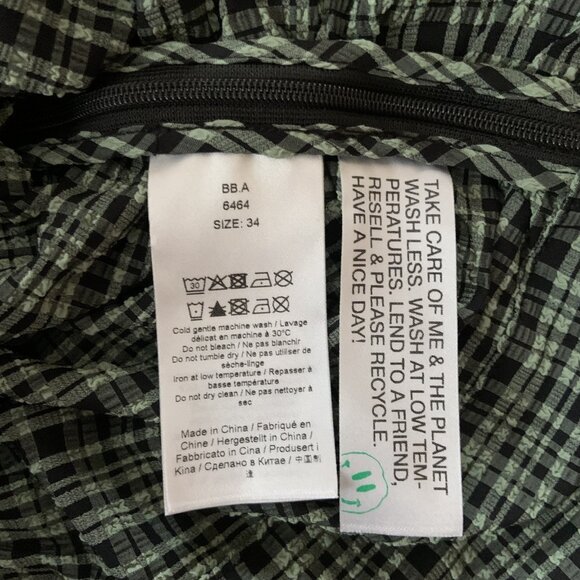 BB.A
6464
SIZE: 34
30
Cold gentle machine wash / Lavage
délicat en machine à 30°C
Do not bleach / Ne pas blanchir
Do not tumble dry / Ne pas utiliser de
sèche-linge
Iron at low temperature / Repasser à
basse température
Do not dry clean / Ne pas nettoyer à
sec
Made in China / Fabriqué en
Chine / Hergestellt in China /
Fabbricato in Cina / Produsert i
Kina / Сделано в Китае / 中国制
造
TAKE CARE OF ME & THE PLANET
WASH LESS. WASH AT LOW TEM-
PERATURES. LEND TO A FRIEND,
RESELL & PLEASE RECYCLE.
HAVE A NICE DAY!